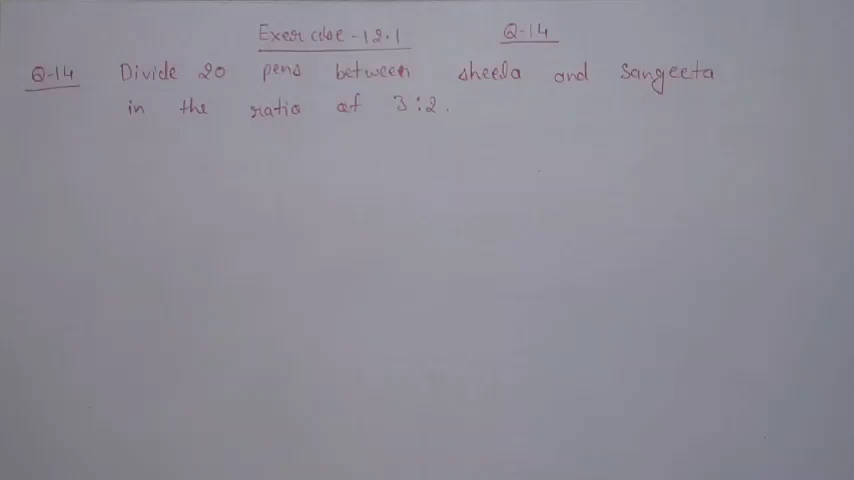 Exercise-12.1 Q-14
Q-14 Divide 20 pens between sheela and Sangeeta
in the ratio of 3:2.